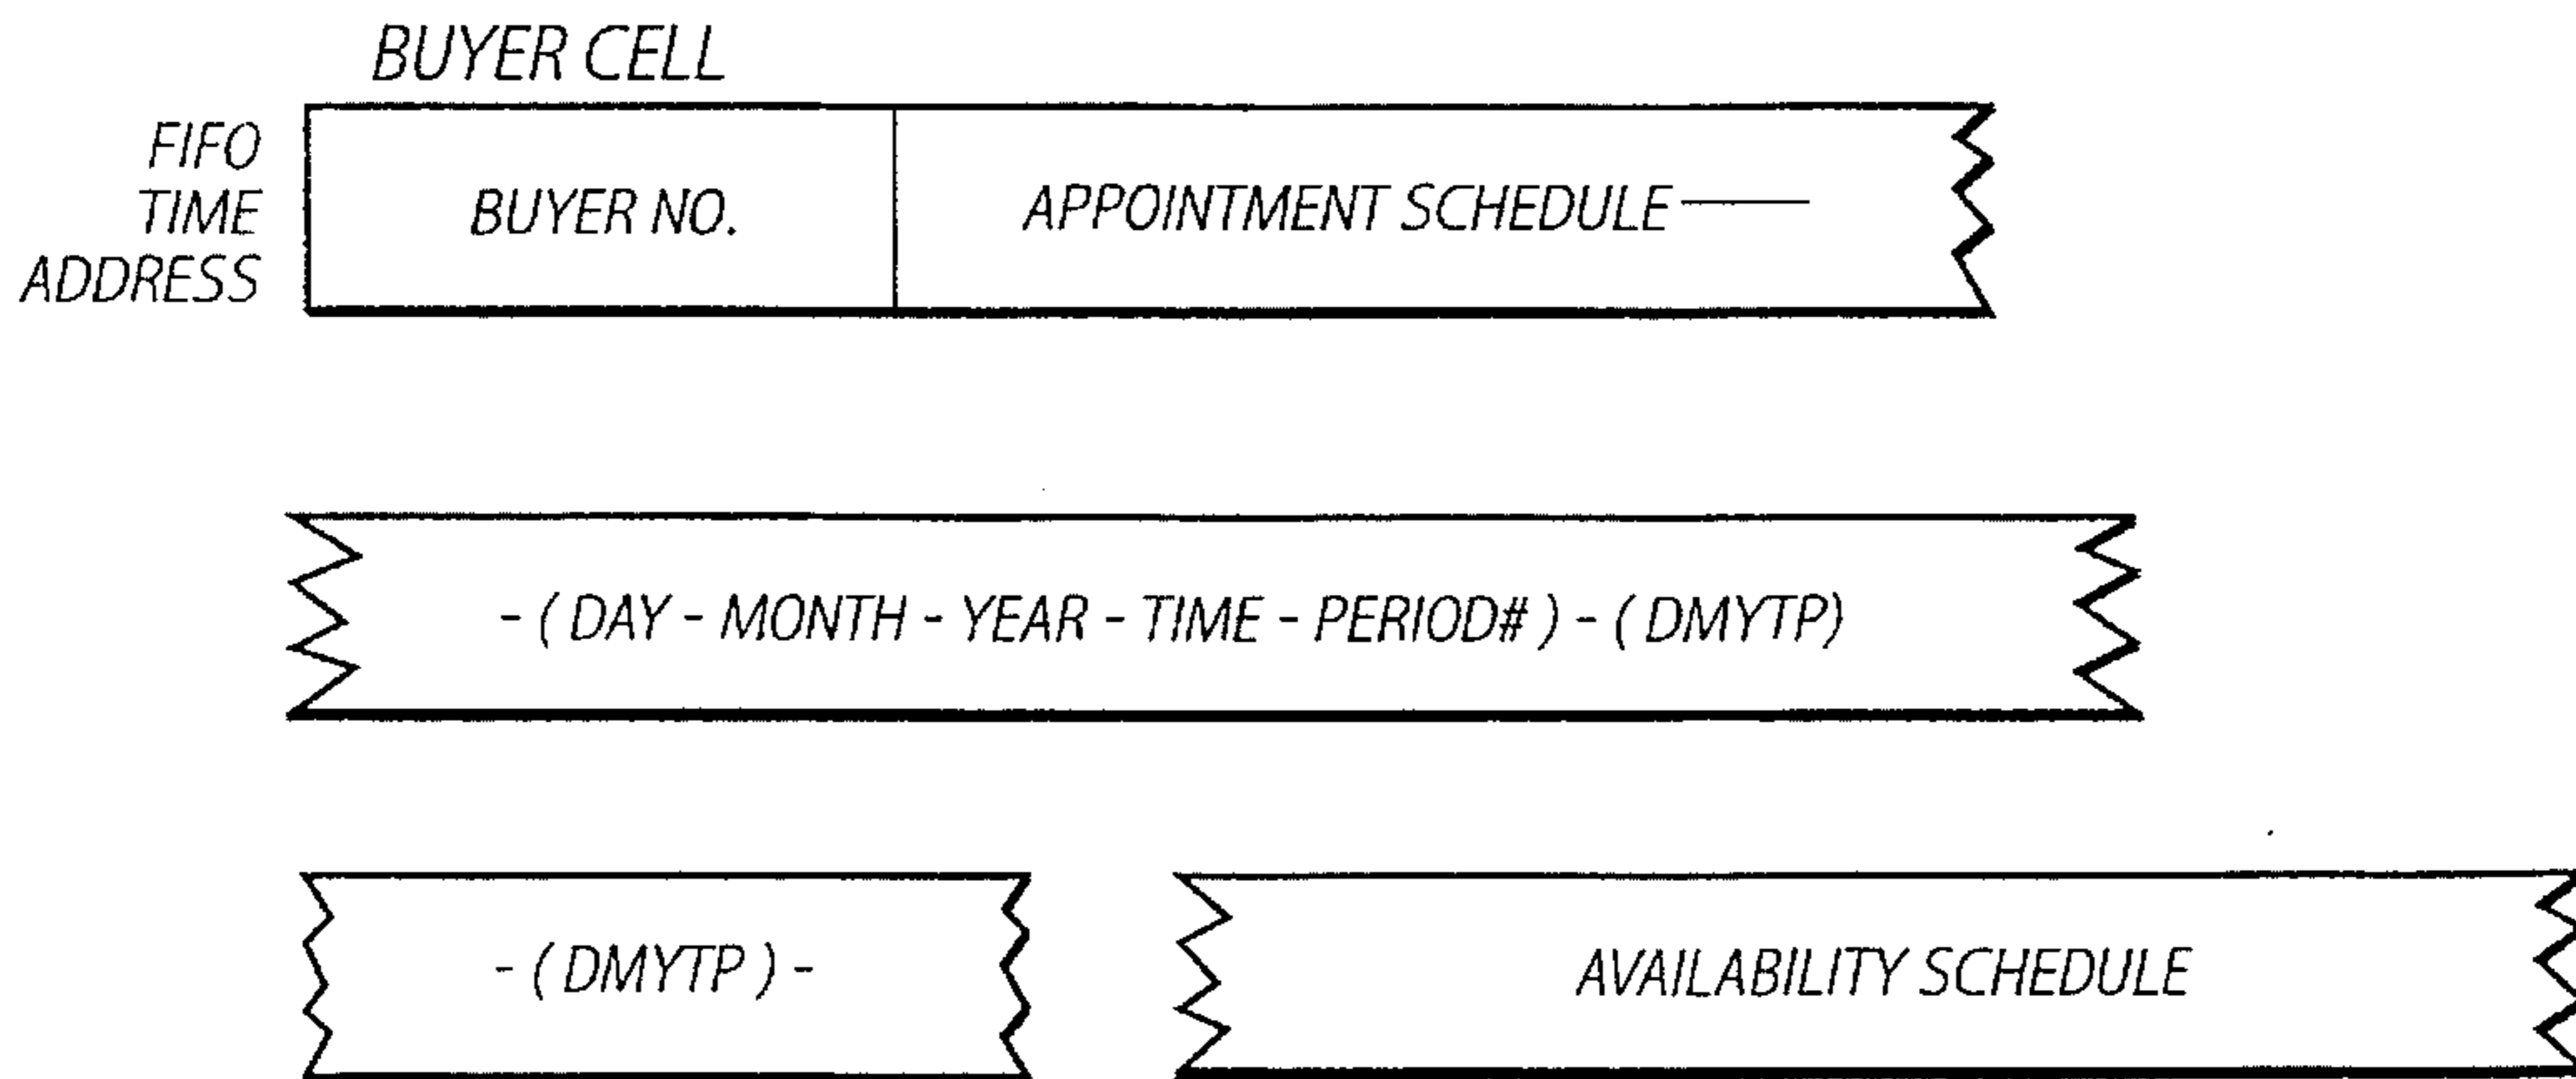 BUYER CELL
FIFO
TIME
ADDRESS
BUYER NO.
APPOINTMENT SCHEDULE
- ( DAY - MONTH - YEAR - TIME - PERIOD# ) - ( DMYTP)
- ( DMYTP ) -
AVAILABILITY SCHEDULE